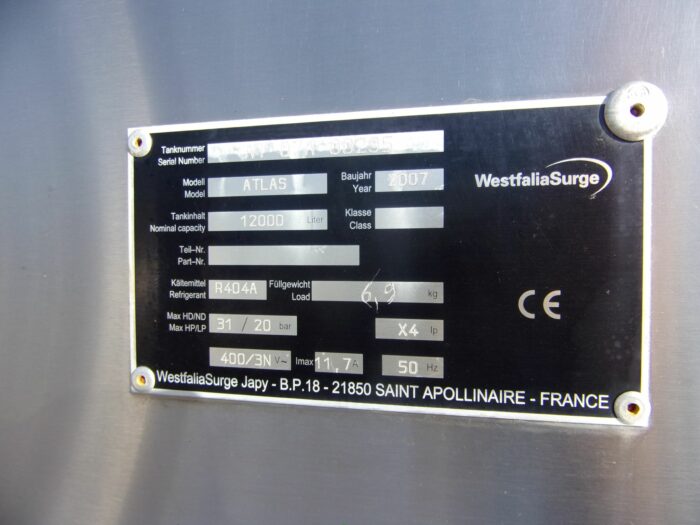 Tanknummer
Serial Number
Modell
Model
ATLAS
Baujahr
Year
2007
WestfaliaSurge
Tankinhalt
Nominal capacity
12000 Liter
Klasse
Class
Teil-Nr.
Part-Nr.
Kältemittel
Refrigerant
R404A
Füllgewicht
Load
6,9 kg
Max HD/ND
Max HP/LP
31 / 20 bar
X4 Ip
CE
400/3N V~
Imax 11,7 A
50 Hz
WestfaliaSurge Japy - B.P.18 - 21850 SAINT APOLLINAIRE - FRANCE